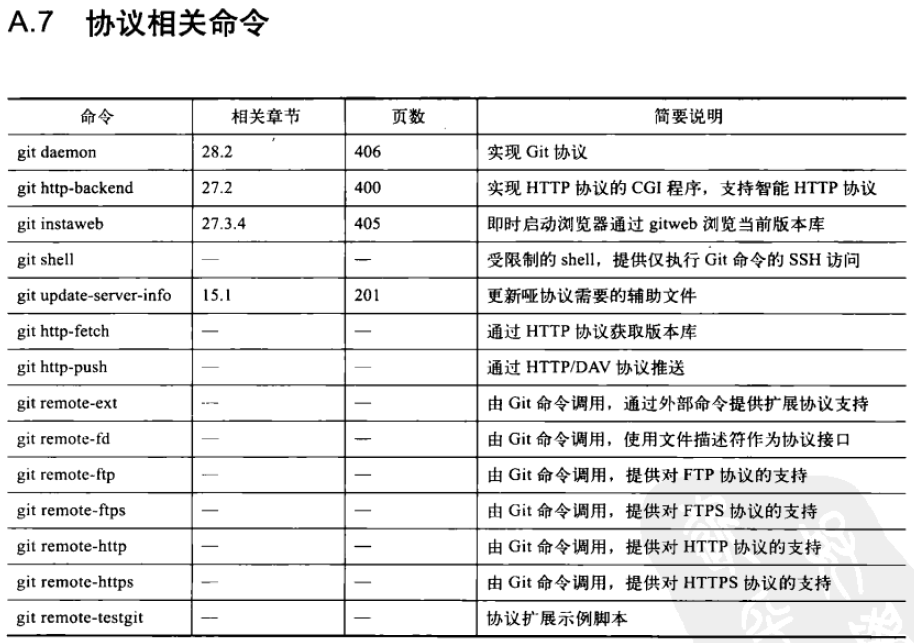 A.7 协议相关命令
命令 相关章节 页数 简要说明
git daemon 28.2 406 实现 Git 协议
git http-backend 27.2 400 实现 HTTP 协议的 CGI 程序，支持智能 HTTP 协议
git instaweb 27.3.4 405 即时启动浏览器通过 gitweb 浏览当前版本库
git shell — — 受限制的 shell，提供仅执行 Git 命令的 SSH 访问
git update-server-info 15.1 201 更新哑协议需要的辅助文件
git http-fetch — — 通过 HTTP 协议获取版本库
git http-push — — 通过 HTTP/DAV 协议推送
git remote-ext — — 由 Git 命令调用，通过外部命令提供扩展协议支持
git remote-fd — — 由 Git 命令调用，使用文件描述符作为协议接口
git remote-ftp — — 由 Git 命令调用，提供对 FTP 协议的支持
git remote-ftps — — 由 Git 命令调用，提供对 FTPS 协议的支持
git remote-http — — 由 Git 命令调用，提供对 HTTP 协议的支持
git remote-https — — 由 Git 命令调用，提供对 HTTPS 协议的支持
git remote-testgit — — 协议扩展示例脚本